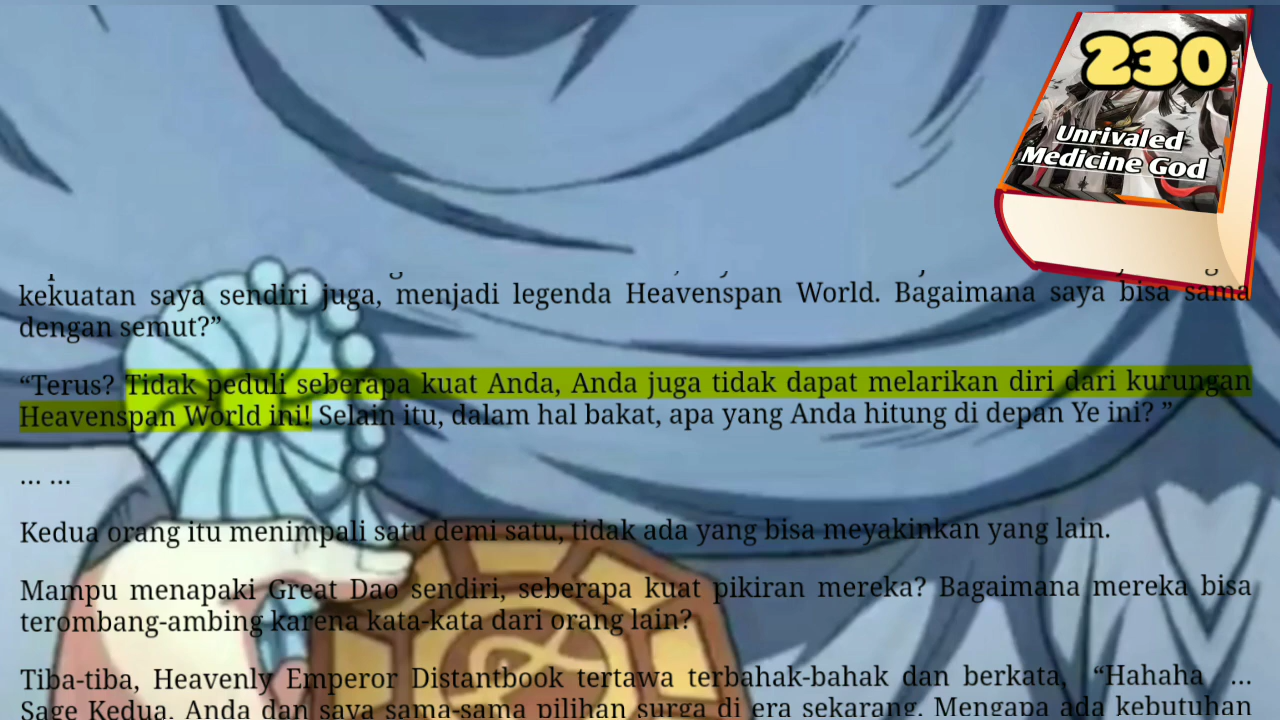 230
Unrivaled
Medicine God
kekuatan saya sendiri juga, menjadi legenda Heavenspan World. Bagaimana saya bisa sama
dengan semut?”
“Terus? Tidak peduli seberapa kuat Anda, Anda juga tidak dapat melarikan diri dari kurungan
Heavenspan World ini! Selain itu, dalam hal bakat, apa yang Anda hitung di depan Ye ini? ”
... ...
Kedua orang itu menimpali satu demi satu, tidak ada yang bisa meyakinkan yang lain.
Mampu menapaki Great Dao sendiri, seberapa kuat pikiran mereka? Bagaimana mereka bisa
terombang-ambing karena kata-kata dari orang lain?
Tiba-tiba, Heavenly Emperor Distantbook tertawa terbahak-bahak dan berkata, “Hahaha ...
Sage Kedua, Anda dan saya sama-sama pilihan surga di era sekarang. Mengapa ada kebutuhan